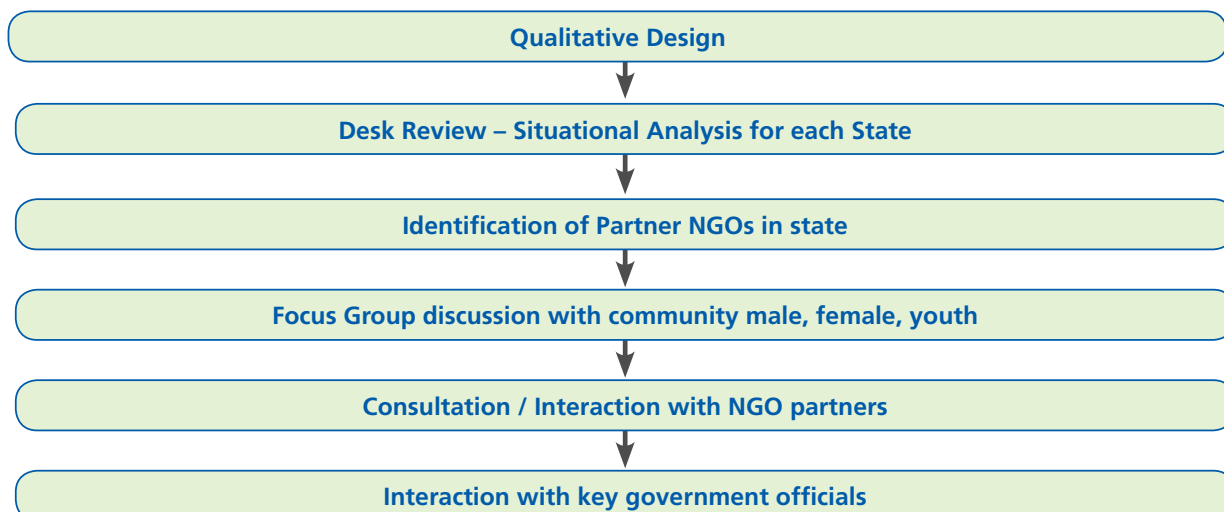 Qualitative Design
Desk Review – Situational Analysis for each State
Identification of Partner NGOs in state
Focus Group discussion with community male, female, youth
Consultation / Interaction with NGO partners
Interaction with key government officials